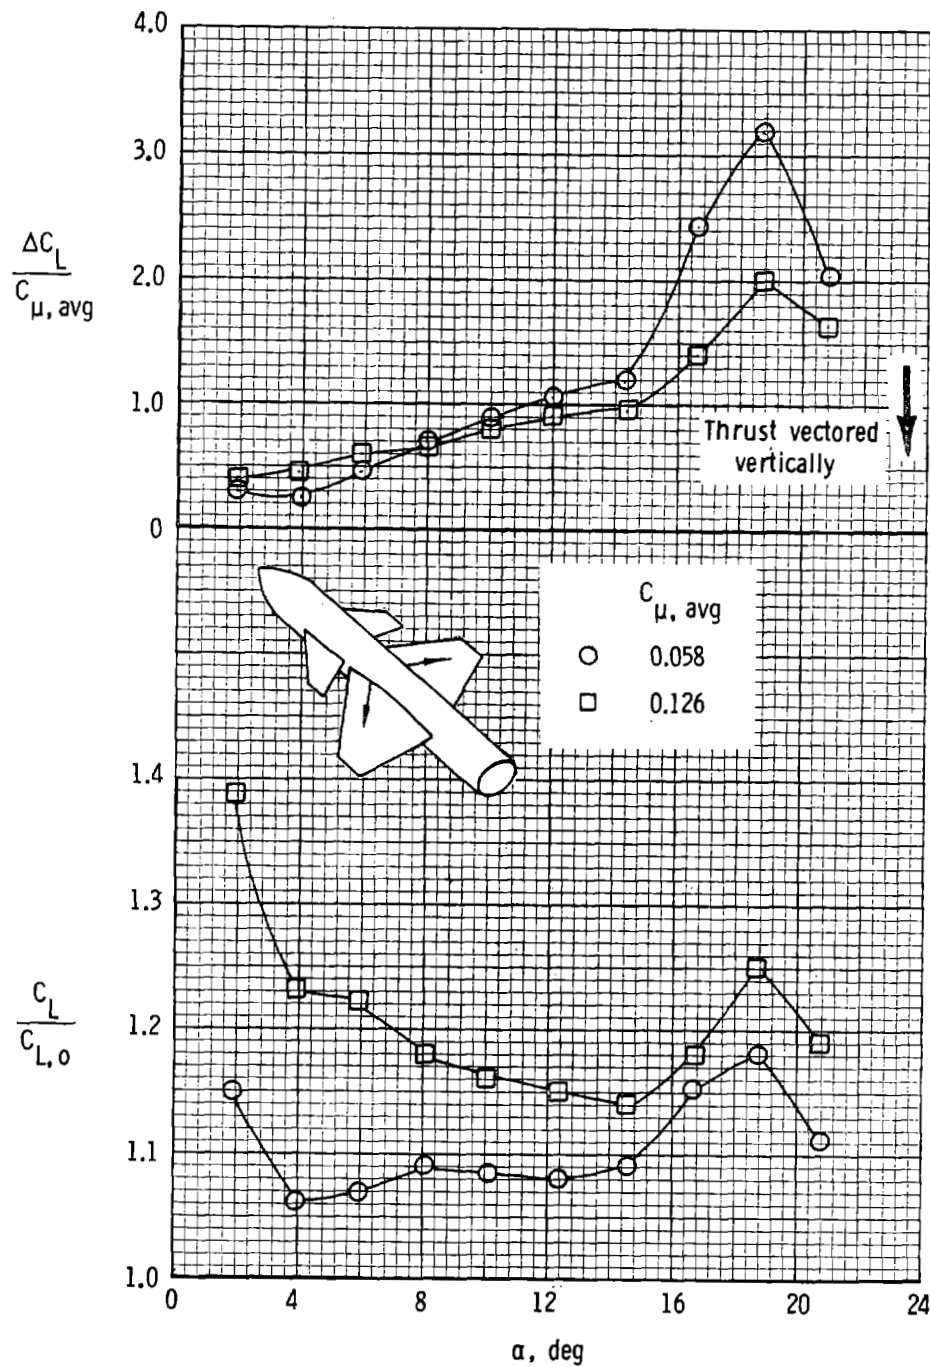 4.0
3.0
ΔC_L
C_μ, avg
2.0
1.0
Thrust vectored
vertically
0
C_μ, avg
0.058
0.126
1.4
1.3
C_L
C_L,o
1.2
1.1
1.0
0 4 8 12 16 20 24
α, deg